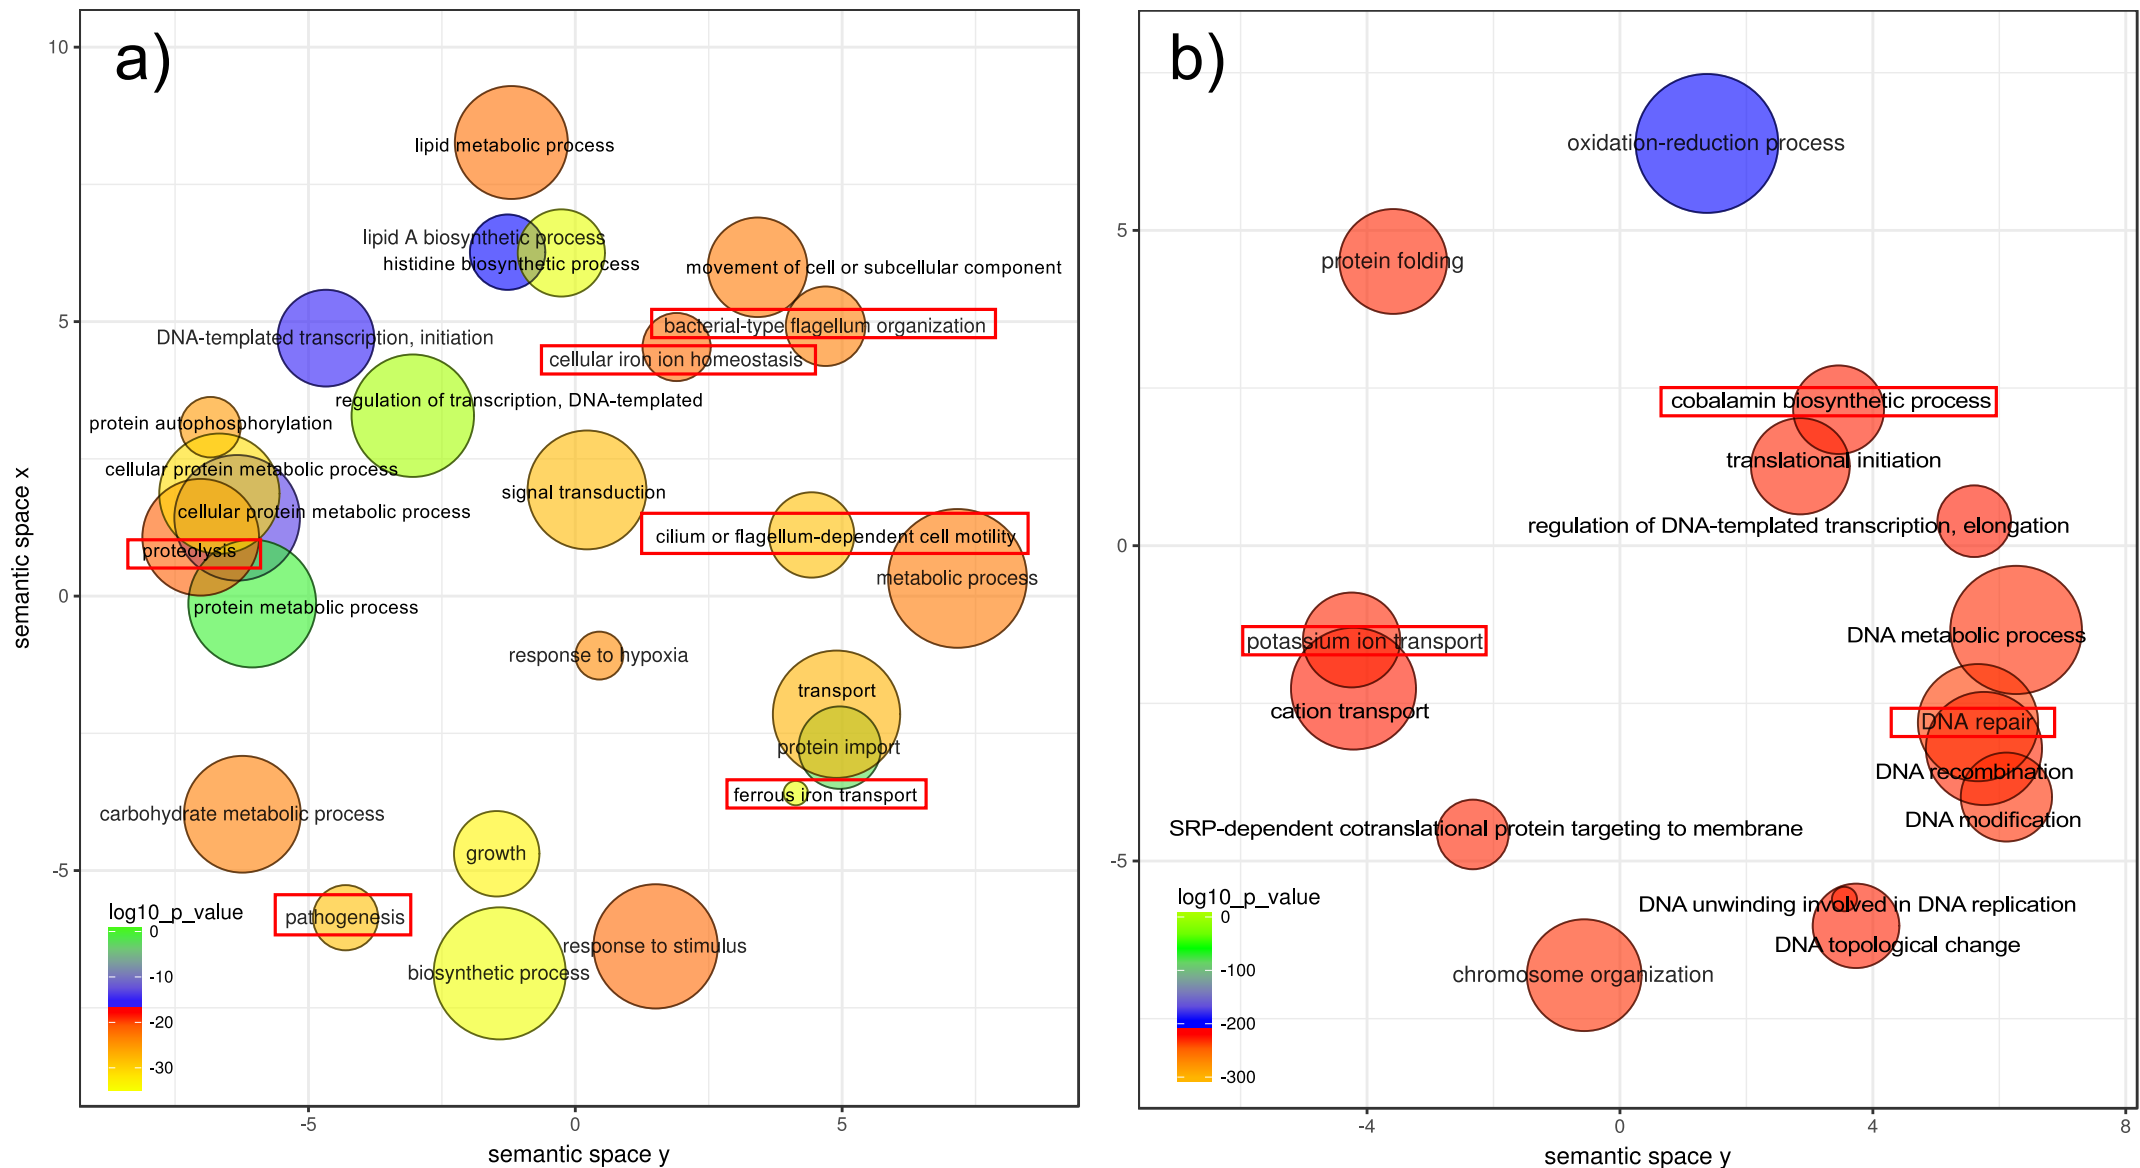 a)
10
5
0
-5
semantic space x
lipid metabolic process
lipid A biosynthetic process
histidine biosynthetic process
movement of cell or subcellular component
bacterial-type flagellum organization
DNA-templated transcription, initiation
cellular iron ion homeostasis
regulation of transcription, DNA-templated
protein autophosphorylation
cellular protein metabolic process
signal transduction
cellular protein metabolic process
cilium or flagellum-dependent cell motility
proteolysis
metabolic process
protein metabolic process
response to hypoxia
transport
protein import
ferrous iron transport
carbohydrate metabolic process
growth
pathogenesis
response to stimulus
biosynthetic process
log10_p_value
0
-10
-20
-30
-5
0
5
semantic space y
b)
5
0
-5
oxidation-reduction process
protein folding
cobalamin biosynthetic process
translational initiation
regulation of DNA-templated transcription, elongation
DNA metabolic process
potassium ion transport
cation transport
DNA repair
DNA recombination
DNA modification
SRP-dependent cotranslational protein targeting to membrane
DNA unwinding involved in DNA replication
DNA topological change
chromosome organization
log10_p_value
0
-100
-200
-300
-4
0
4
8
semantic space y